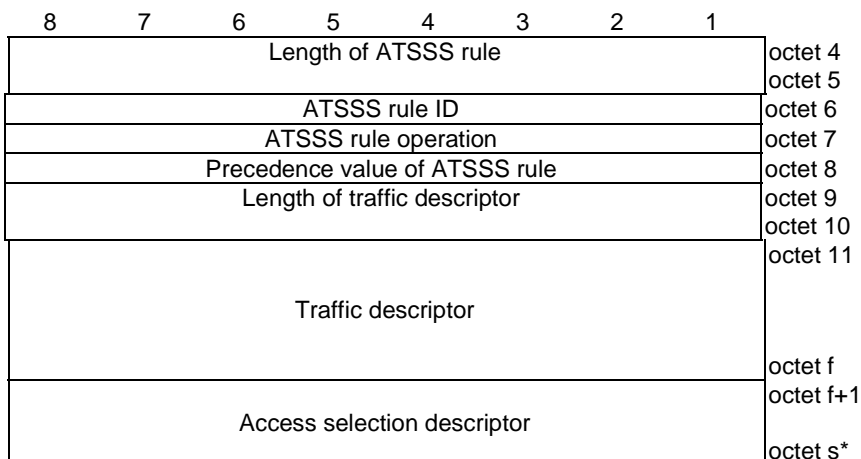 8 7 6 5 4 3 2 1
Length of ATSSS rule octet 4
octet 5
ATSSS rule ID octet 6
ATSSS rule operation octet 7
Precedence value of ATSSS rule octet 8
Length of traffic descriptor octet 9
octet 10
octet 11
Traffic descriptor
octet f
octet f+1
Access selection descriptor
octet s*